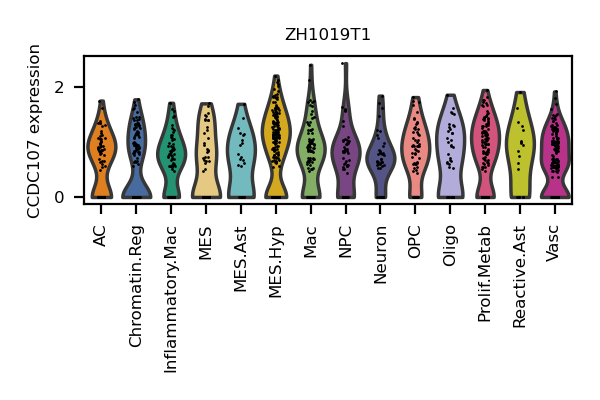 ZH1019T1
CCDC107 expression
2
0
AC
Chromatin.Reg
Inflammatory.Mac
MES
MES.Ast
MES.Hyp
Mac
NPC
Neuron
OPC
Oligo
Prolif.Metab
Reactive.Ast
Vasc